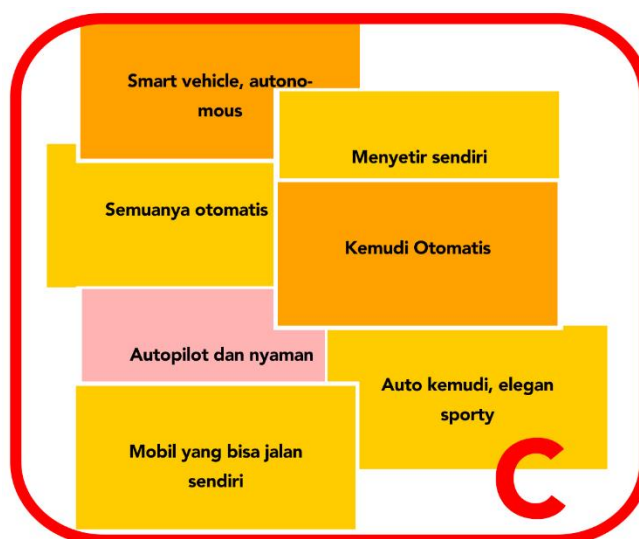 Smart vehicle, autono-
mous
Menyetir sendiri
Semuanya otomatis
Kemudi Otomatis
Autopilot dan nyaman
Auto kemudi, elegan
sporty
Mobil yang bisa jalan
sendiri
C